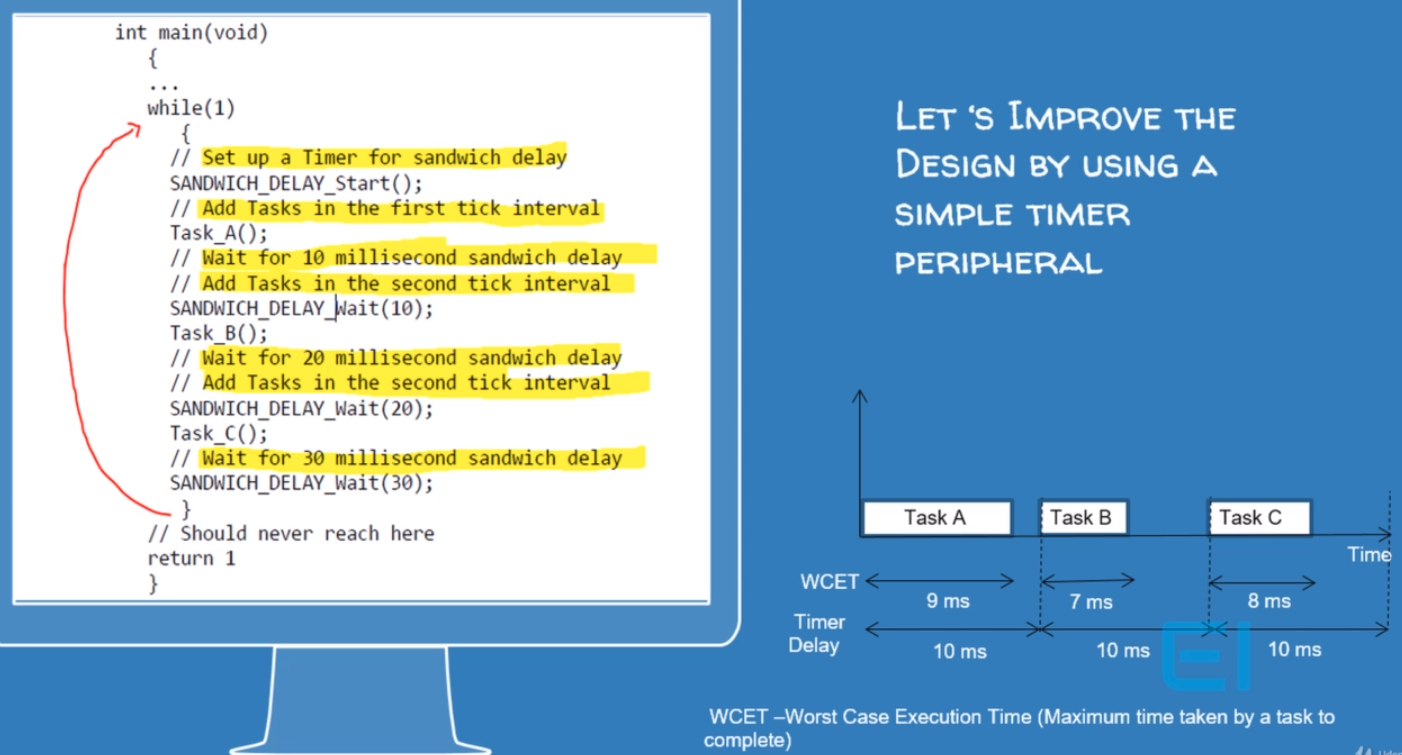 int main(void)
{
...
while(1)
{
// Set up a Timer for sandwich delay
SANDWICH_DELAY_Start();
// Add Tasks in the first tick interval
Task_A();
// Wait for 10 millisecond sandwich delay
// Add Tasks in the second tick interval
SANDWICH_DELAY_Wait(10);
Task_B();
// Wait for 20 millisecond sandwich delay
// Add Tasks in the second tick interval
SANDWICH_DELAY_Wait(20);
Task_C();
// Wait for 30 millisecond sandwich delay
SANDWICH_DELAY_Wait(30);
}
// Should never reach here
return 1
}
LET 'S IMPROVE THE
DESIGN BY USING A
SIMPLE TIMER
PERIPHERAL
Task A Task B Task C
Time
WCET
9 ms 7 ms 8 ms
Timer
Delay
10 ms 10 ms 10 ms
EI
WCET –Worst Case Execution Time (Maximum time taken by a task to
complete)